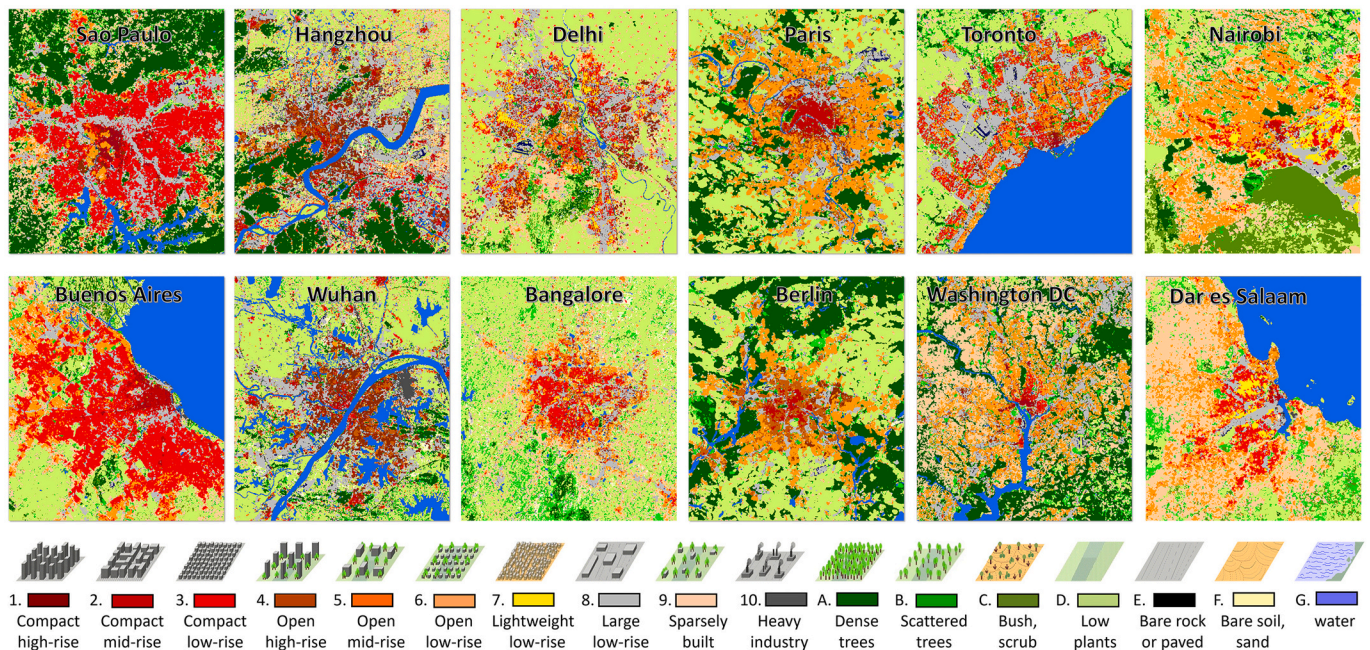 Sao Paulo
Hangzhou
Delhi
Paris
Toronto
Nairobi
Buenos Aires
Wuhan
Bangalore
Berlin
Washington DC
Dar es Salaam
1. Compact high-rise
2. Compact mid-rise
3. Compact low-rise
4. Open high-rise
5. Open mid-rise
6. Open low-rise
7. Lightweight low-rise
8. Large low-rise
9. Sparsely built
10. Heavy industry
A. Dense trees
B. Scattered trees
C. Bush, scrub
D. Low plants
E. Bare rock or paved
F. Bare soil, sand
G. water